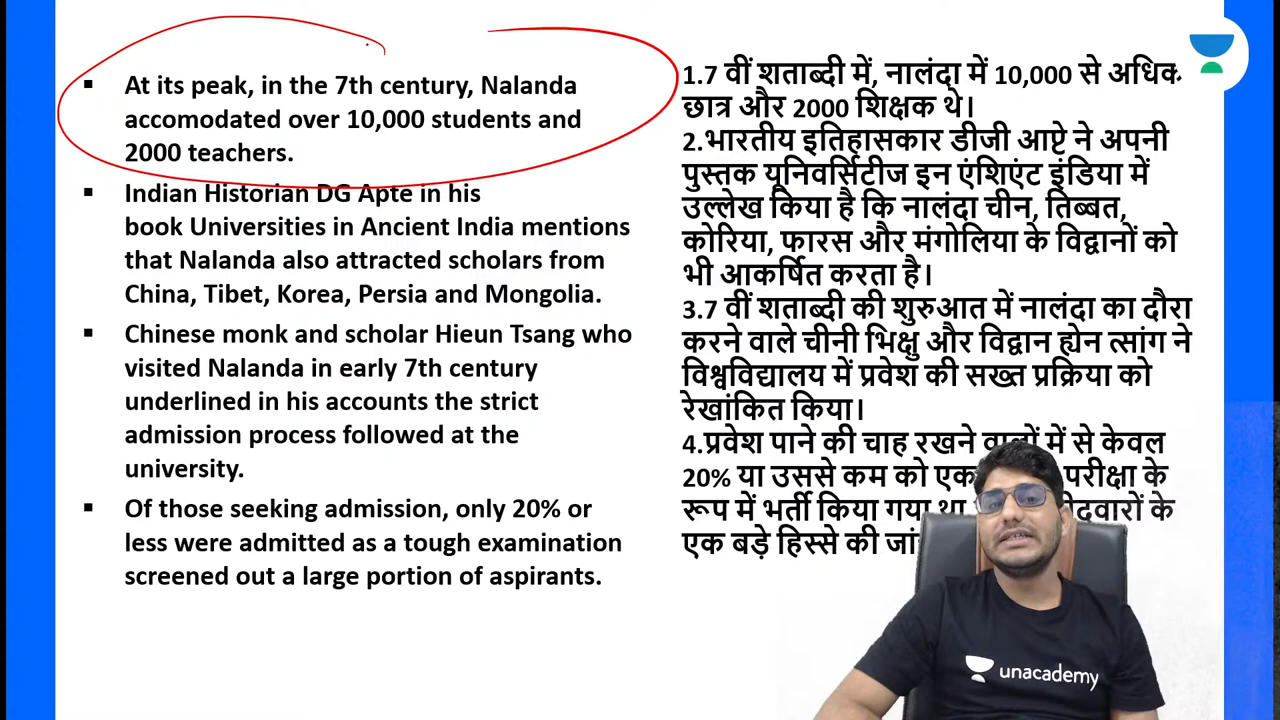 At its peak, in the 7th century, Nalanda
accomodated over 10,000 students and
2000 teachers.
Indian Historian DG Apte in his
book Universities in Ancient India mentions
that Nalanda also attracted scholars from
China, Tibet, Korea, Persia and Mongolia.
Chinese monk and scholar Hieun Tsang who
visited Nalanda in early 7th century
underlined in his accounts the strict
admission process followed at the
university.
Of those seeking admission, only 20% or
less were admitted as a tough examination
screened out a large portion of aspirants.
1.7 वीं शताब्दी में, नालंदा में 10,000 से अधिक
छात्र और 2000 शिक्षक थे।
2.भारतीय इतिहासकार डीजी आप्टे ने अपनी
पुस्तक यूनिवर्सिटीज इन एंशिएंट इंडिया में
उल्लेख किया है कि नालंदा चीन, तिब्बत,
कोरिया, फारस और मंगोलिया के विद्वानों को
भी आकर्षित करता है।
3.7 वीं शताब्दी की शुरुआत में नालंदा का दौरा
करने वाले चीनी भिक्षु और विद्वान ह्येन त्सांग ने
विश्वविद्यालय में प्रवेश की सख्त प्रक्रिया को
रेखांकित किया।
4.प्रवेश पाने की चाह रखने वालों में से केवल
20% या उससे कम को एक परीक्षा के
रूप में भर्ती किया गया था के
एक बड़े हिस्से की
unacademy